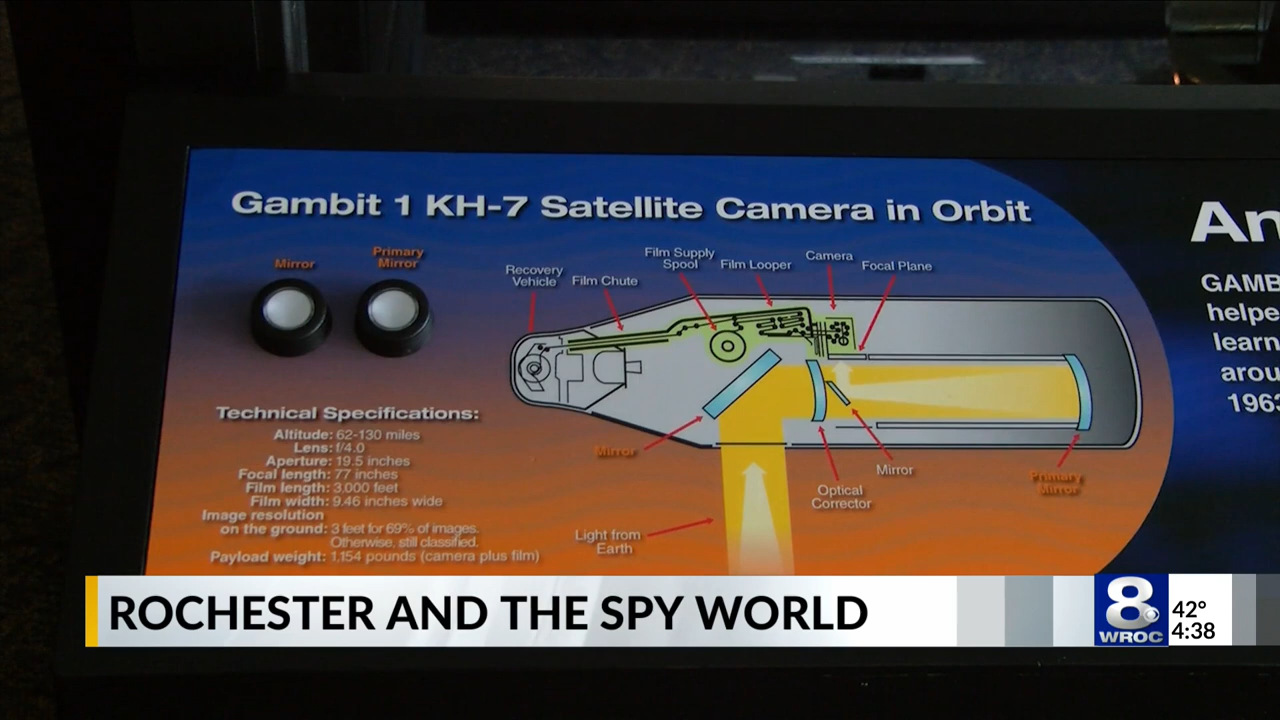 Gambit 1 KH-7 Satellite Camera in Orbit
An
Mirror
Primary
Mirror
Recovery
Vehicle
Film Chute
Film Supply
Spool
Film Looper
Camera
Focal Plane
GAMB
helpe
learn
arou
1963
Technical Specifications:
Altitude: 62-130 miles
Lens: f/4.0
Aperture: 19.5 inches
Focal length: 77 inches
Film length: 3,000 feet
Film width: 9.46 inches wide
Image resolution
on the ground: 3 feet for 69% of images.
Otherwise, still classified.
Payload weight: 1,154 pounds (camera plus film)
Mirror
Light from
Earth
Optical
Corrector
Mirror
Primary
Mirror
ROCHESTER AND THE SPY WORLD
8
WROC
42°
4:38